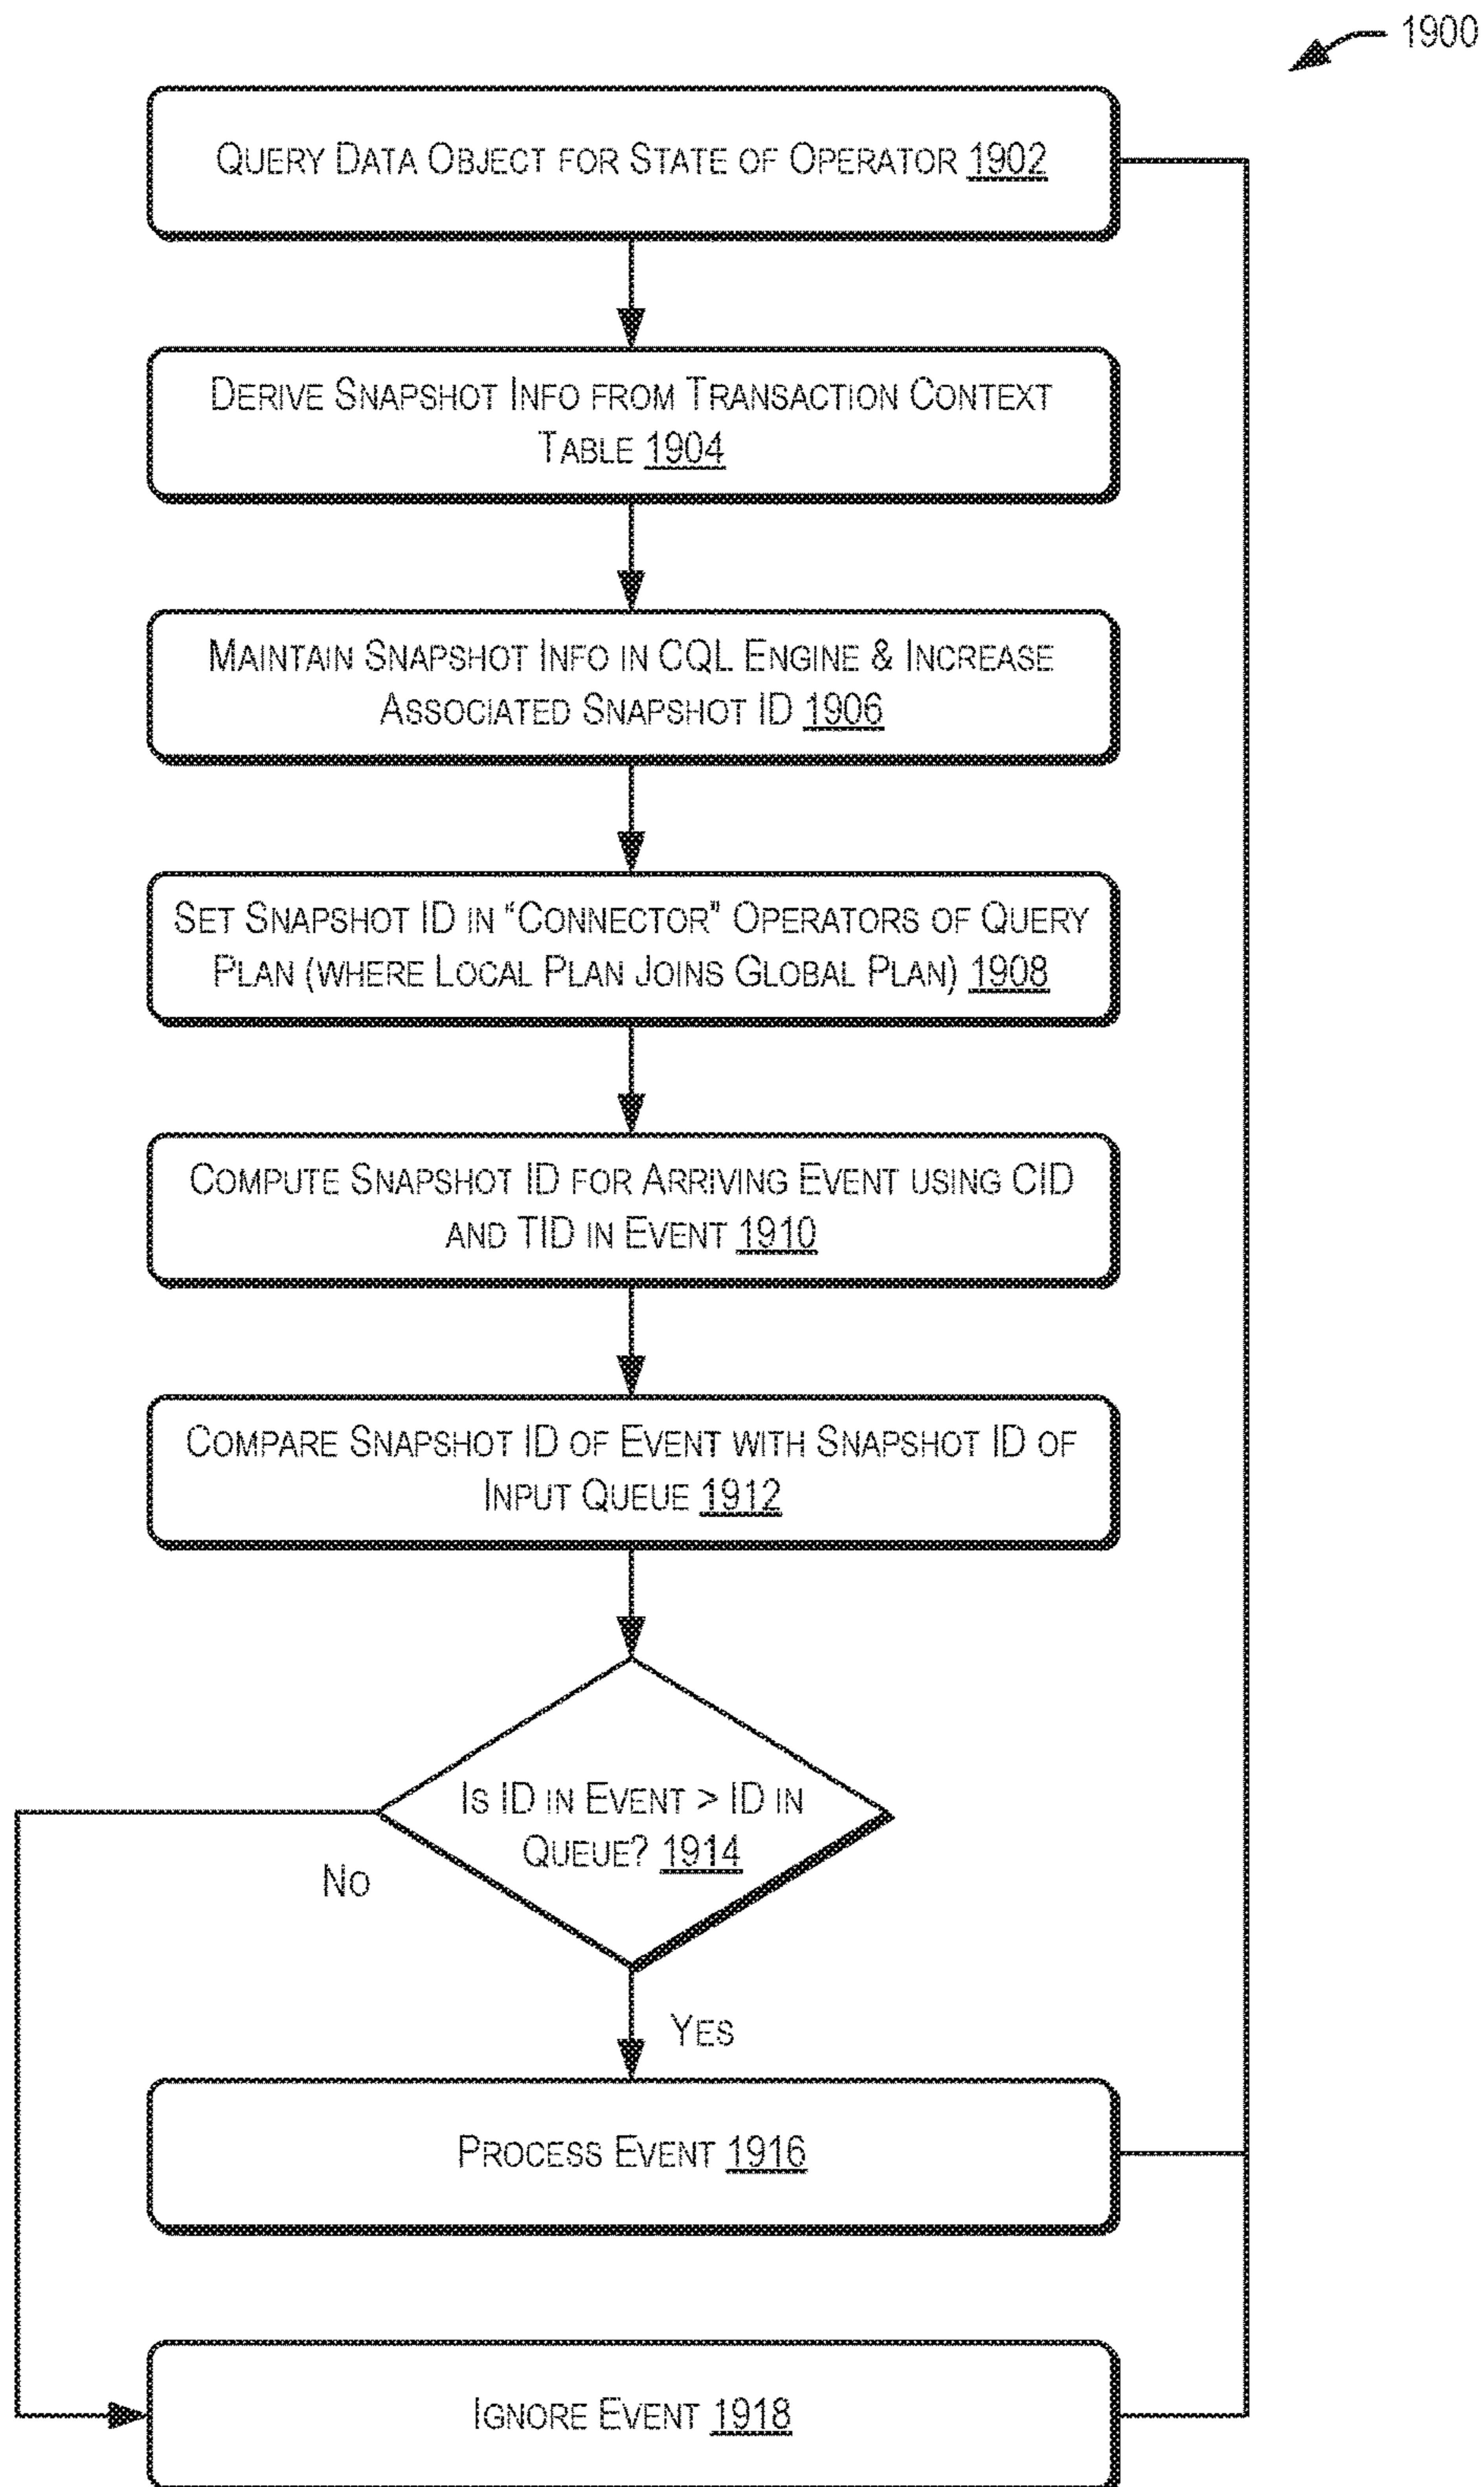 1900
QUERY DATA OBJECT FOR STATE OF OPERATOR 1902
DERIVE SNAPSHOT INFO FROM TRANSACTION CONTEXT
TABLE 1904
MAINTAIN SNAPSHOT INFO IN CQL ENGINE & INCREASE
ASSOCIATED SNAPSHOT ID 1906
SET SNAPSHOT ID IN "CONNECTOR" OPERATORS OF QUERY
PLAN (WHERE LOCAL PLAN JOINS GLOBAL PLAN) 1908
COMPUTE SNAPSHOT ID FOR ARRIVING EVENT USING CID
AND TID IN EVENT 1910
COMPARE SNAPSHOT ID OF EVENT WITH SNAPSHOT ID OF
INPUT QUEUE 1912
IS ID IN EVENT > ID IN
QUEUE? 1914
NO
YES
PROCESS EVENT 1916
IGNORE EVENT 1918